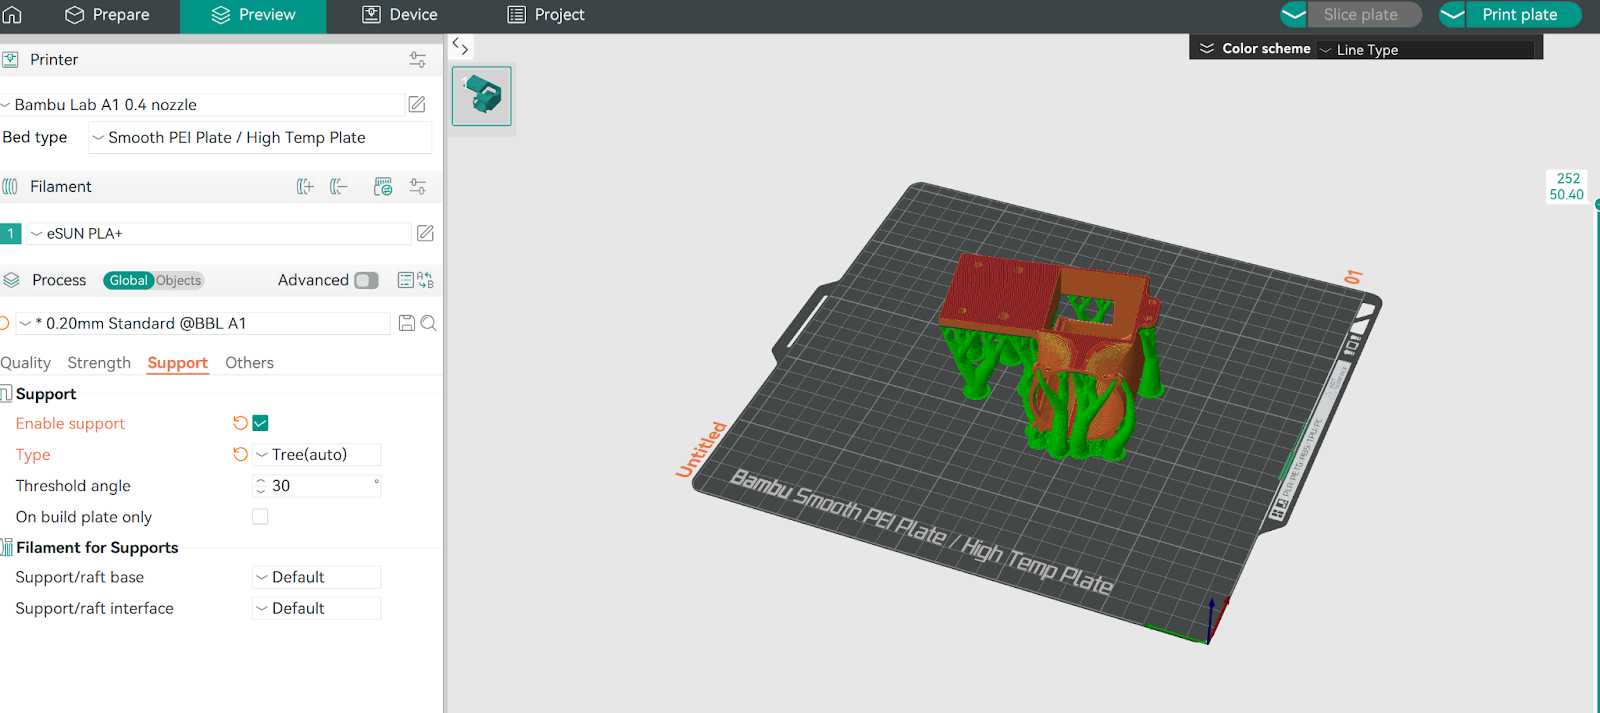 Prepare
Preview
Device
Project
Slice plate
Print plate
Printer
Color scheme
Line Type
Bambu Lab A1 0.4 nozzle
Bed type
Smooth PEI Plate / High Temp Plate
Filament
252
50.40
1
eSUN PLA+
Process
Global
Objects
Advanced
* 0.20mm Standard @BBL A1
Quality
Strength
Support
Others
Support
Enable support
Type
Tree(auto)
Threshold angle
30
°
On build plate only
Filament for Supports
Support/raft base
Default
Support/raft interface
Default
01
Untitled
Bambu Smooth PEI Plate / High Temp Plate